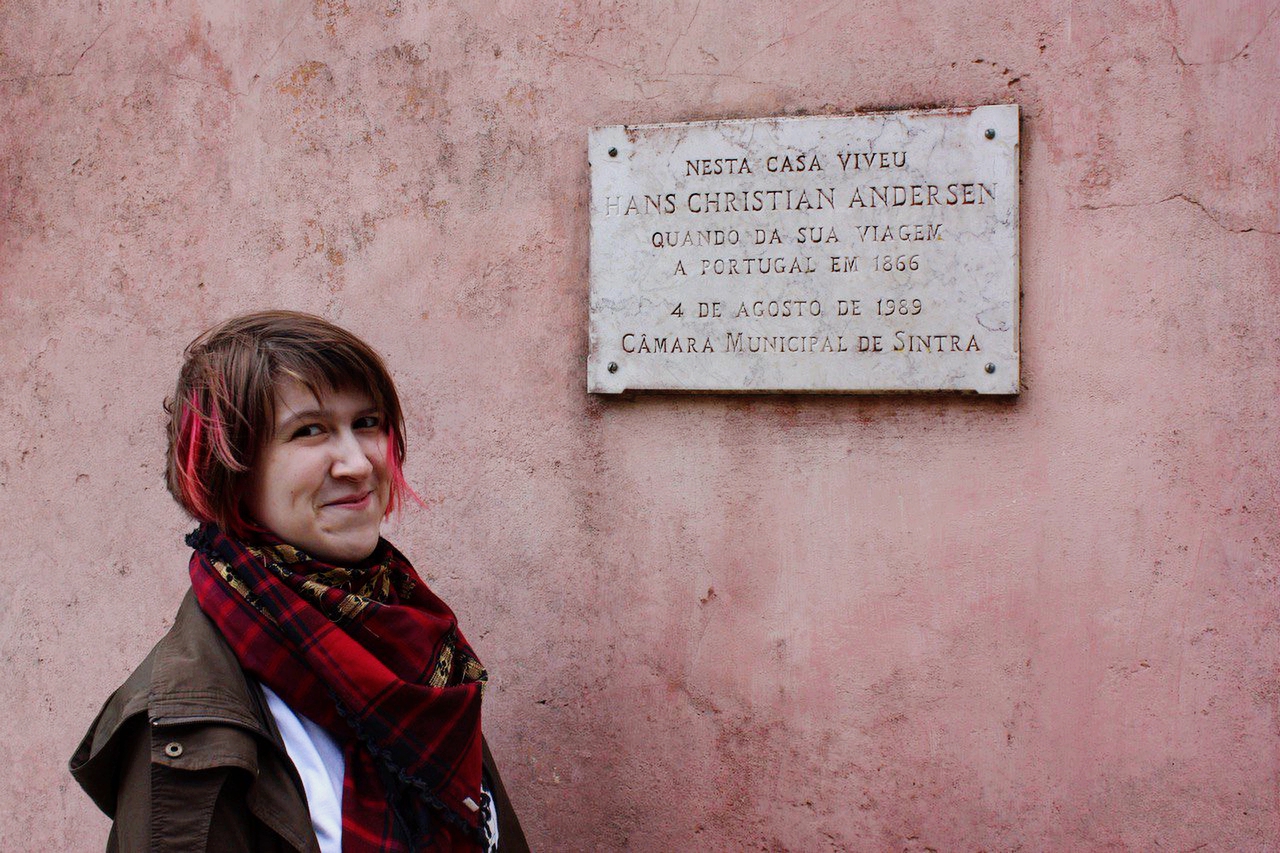 NESTA CASA VIVEU
HANS CHRISTIAN ANDERSEN
QUANDO DA SUA VIAGEM
A PORTUGAL EM 1866
4 DE AGOSTO DE 1989
CÂMARA MUNICIPAL DE SINTRA